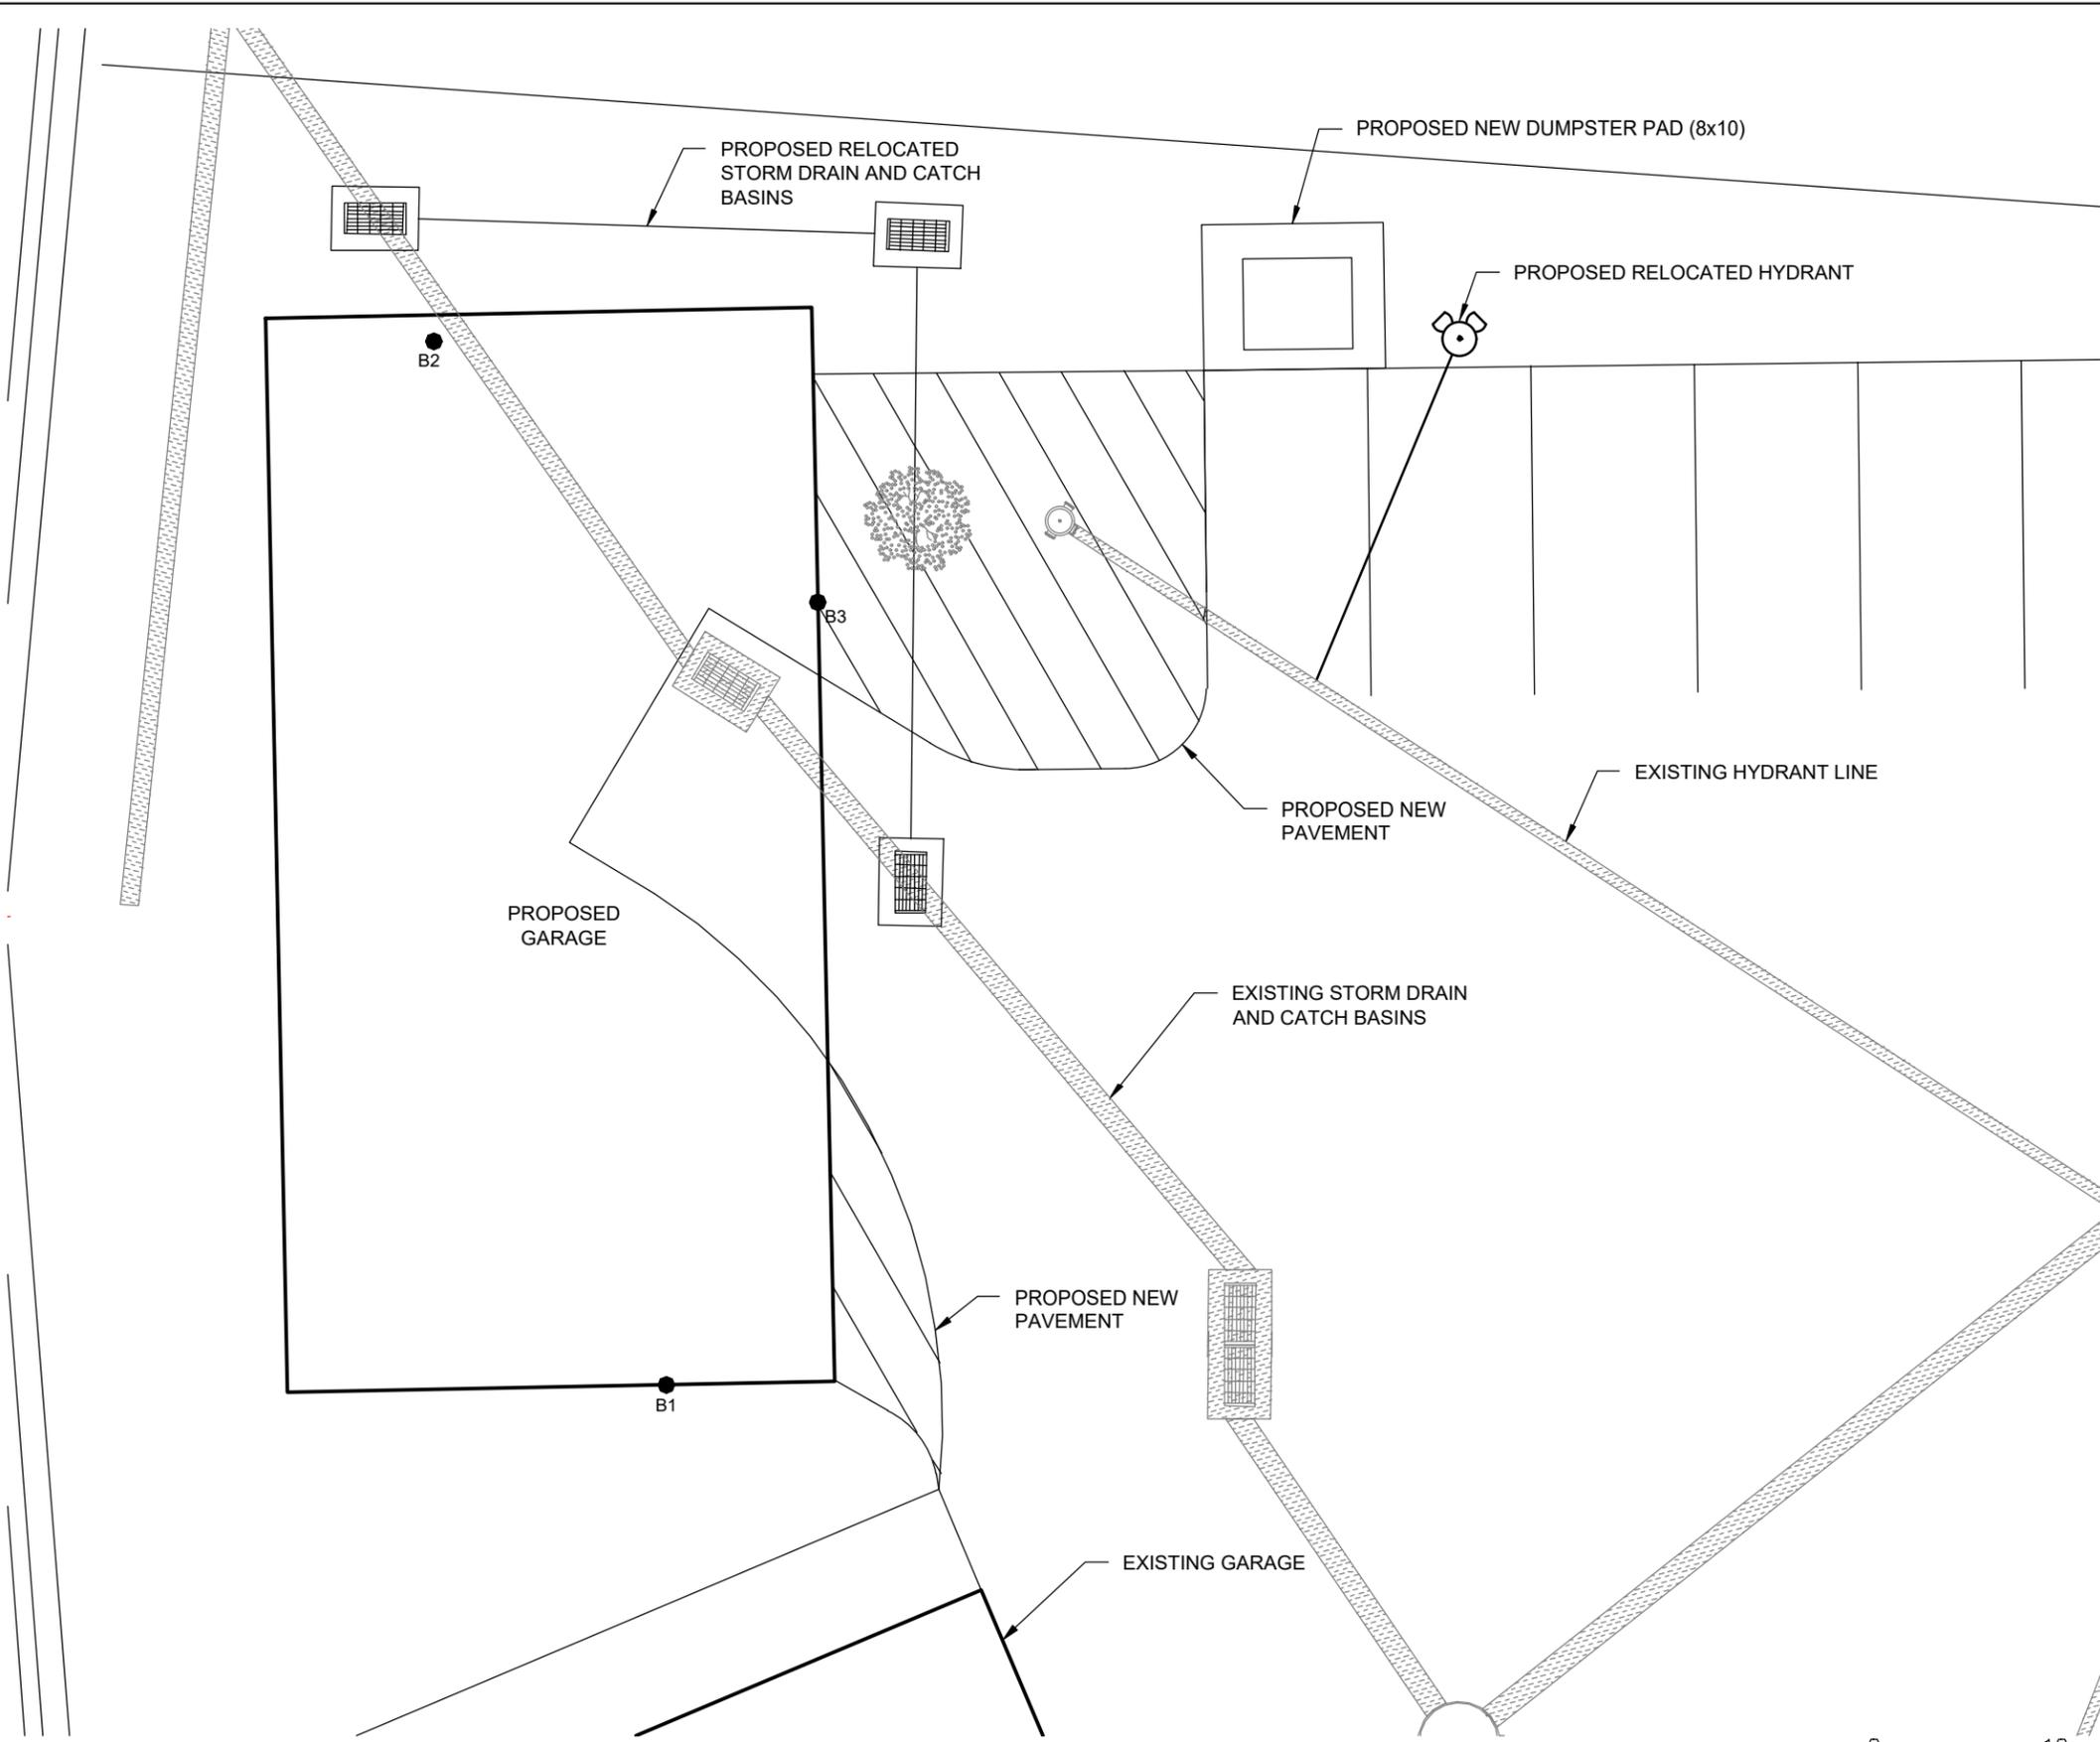 PROPOSED NEW DUMPSTER PAD (8x10)
PROPOSED RELOCATED
STORM DRAIN AND CATCH
BASINS
PROPOSED RELOCATED HYDRANT
B2
B3
EXISTING HYDRANT LINE
PROPOSED NEW
PAVEMENT
PROPOSED
GARAGE
EXISTING STORM DRAIN
AND CATCH BASINS
PROPOSED NEW
PAVEMENT
B1
EXISTING GARAGE